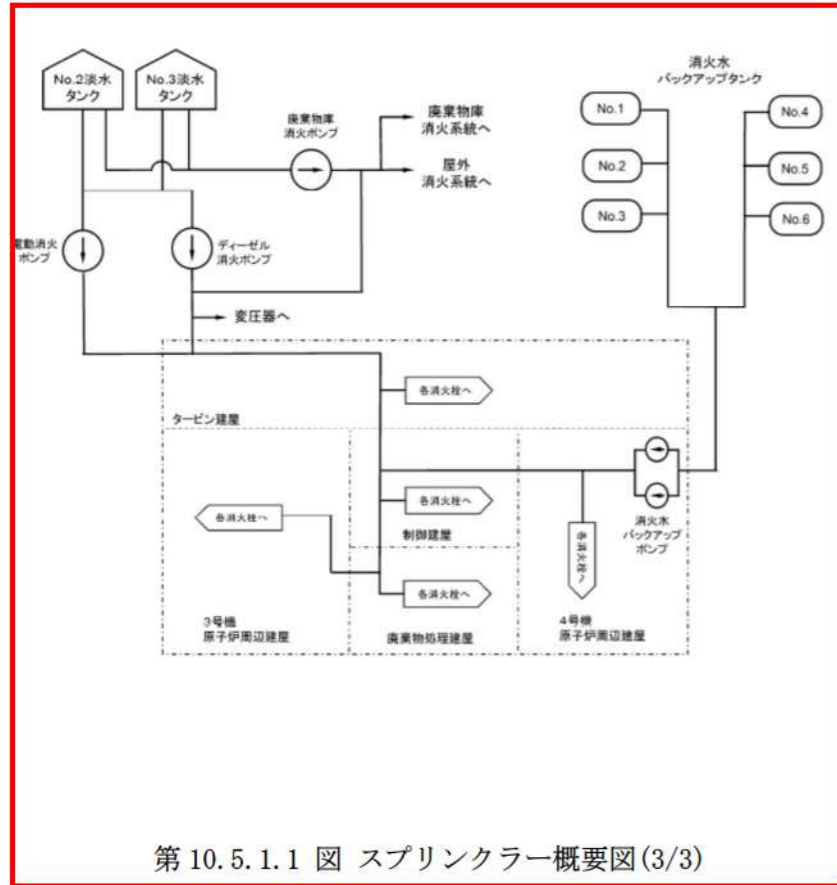 No.2淡水
タンク
No.3淡水
タンク
廃棄物庫
消火ポンプ
廃棄物庫
消火系統へ
屋外
消火系統へ
消火水
バックアップタンク
No.1
No.2
No.3
No.4
No.5
No.6
電動消火
ポンプ
ディーゼル
消火ポンプ
変圧器へ
各消火栓へ
タービン建屋
各消火栓へ
各消火栓へ
制御建屋
消火水
バックアップ
ポンプ
各消火栓へ
各消火栓へ
3号機
原子炉周辺建屋
廃棄物処理建屋
4号機
原子炉周辺建屋
第 10.5.1.1 図 スプリンクラー概要図(3/3)